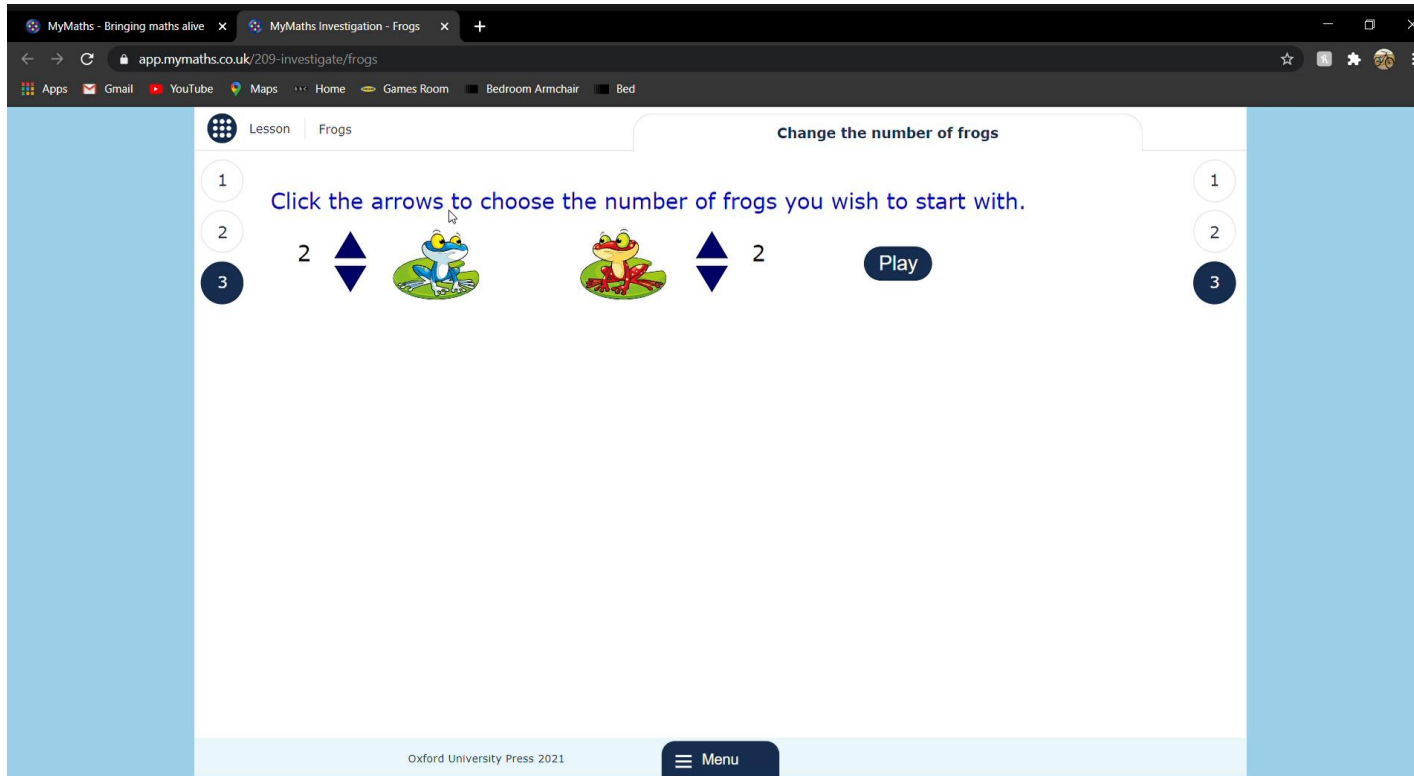 MyMaths - Bringing maths alive MyMaths Investigation - Frogs
app.mymaths.co.uk/209-investigate/frogs
Apps Gmail YouTube Maps Home Games Room Bedroom Armchair Bed
Lesson Frogs Change the number of frogs
1 1
Click the arrows to choose the number of frogs you wish to start with.
2 2
2 2 Play
3 3
Oxford University Press 2021 Menu